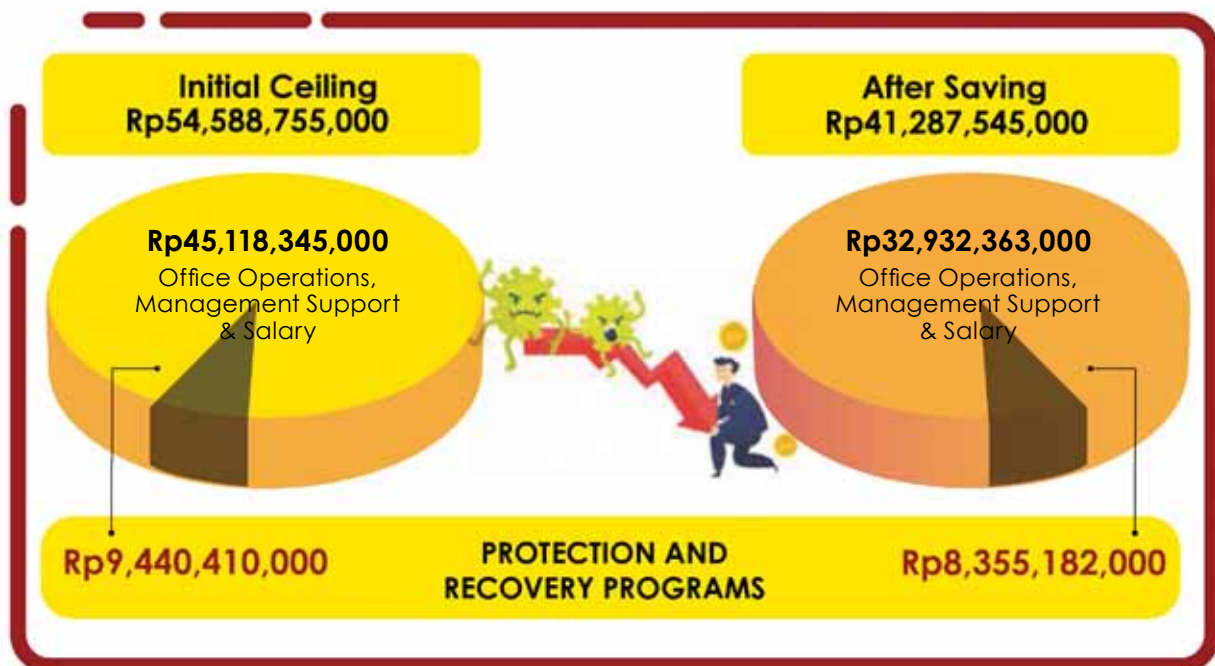 Initial Ceiling
Rp54,588,755,000
After Saving
Rp41,287,545,000
Rp45,118,345,000
Office Operations,
Management Support
& Salary
Rp32,932,363,000
Office Operations,
Management Support
& Salary
Rp9,440,410,000
PROTECTION AND
RECOVERY PROGRAMS
Rp8,355,182,000